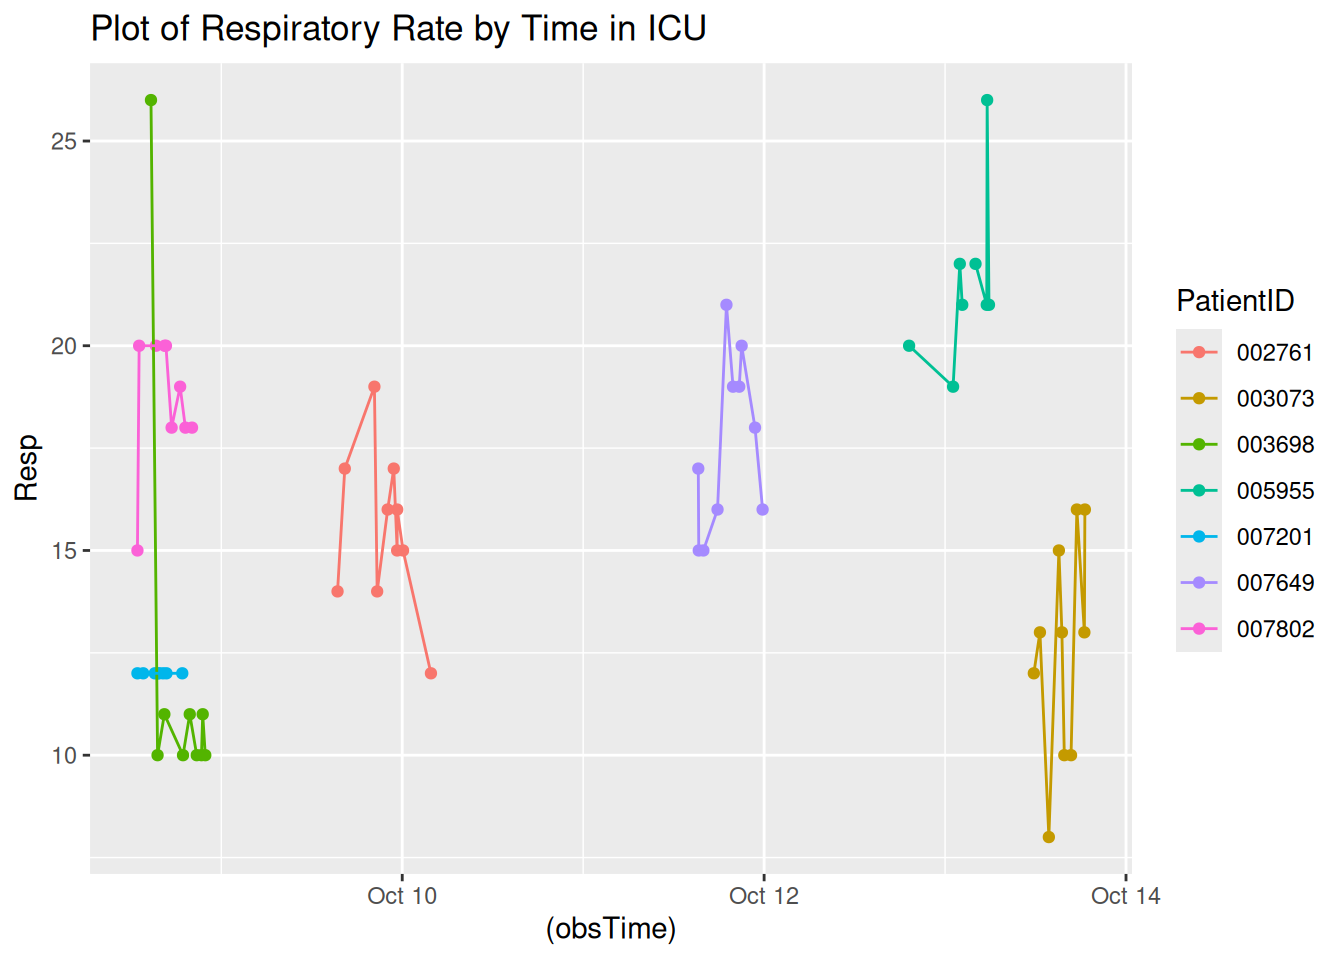 Plot of Respiratory Rate by Time in ICU
25
20
15
10
Resp
Oct 10
Oct 12
Oct 14
(obsTime)
PatientID
002761
003073
003698
005955
007201
007649
007802